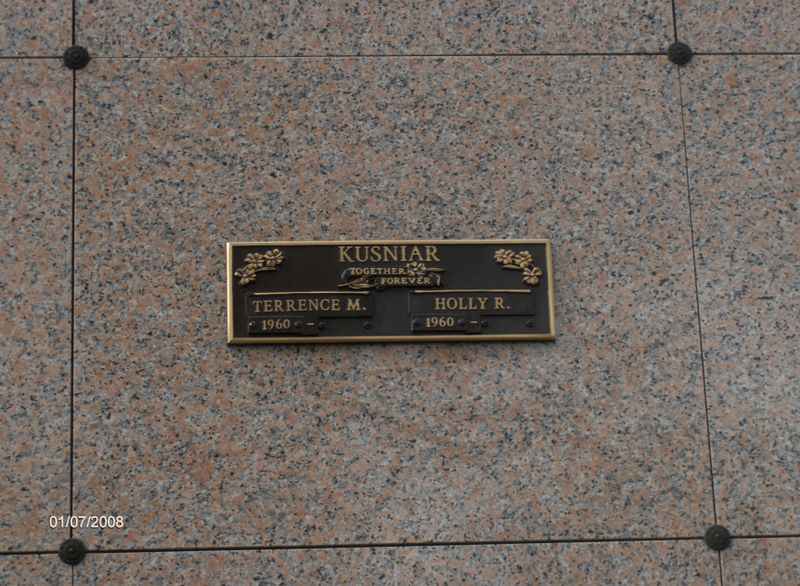 KUSNIAR
TOGETHER
FOREVER
TERRENCE M. HOLLY R.
1960 – 1960 –
01/07/2008